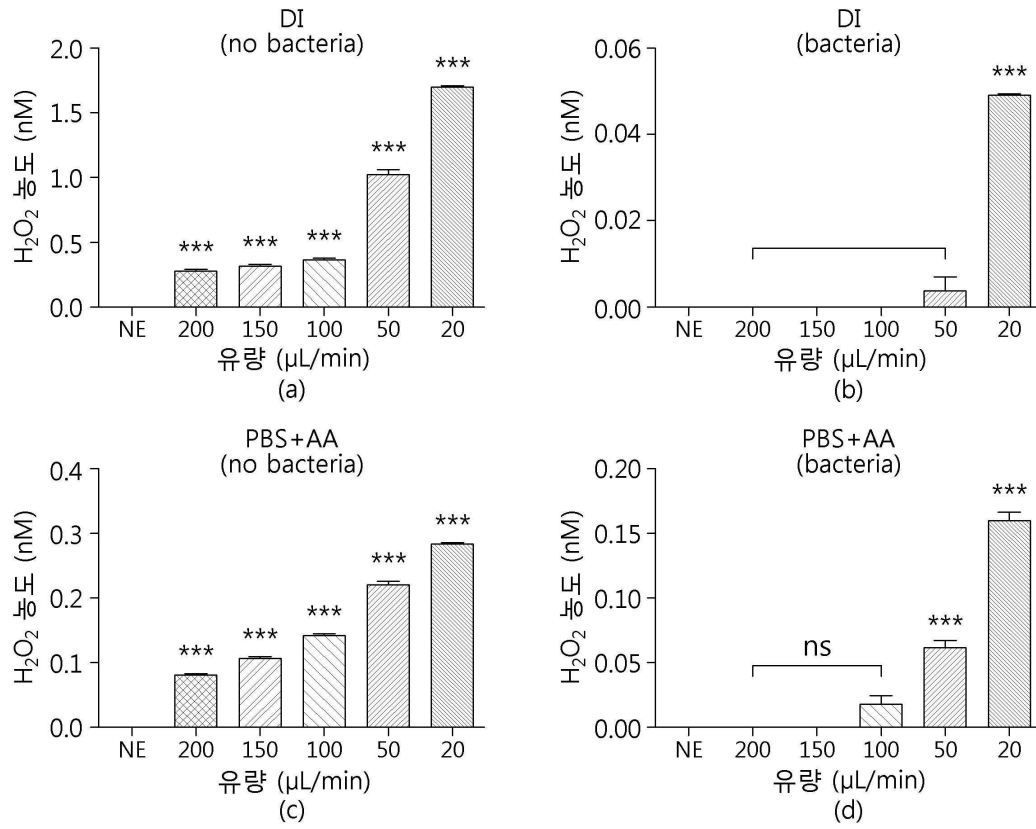 DI
(no bacteria)
H₂O₂ 농도 (nM)
2.0
1.5
1.0
0.5
0.0
***
***
***
***
***
NE 200 150 100 50 20
유량 (μL/min)
(a)
DI
(bacteria)
H₂O₂ 농도 (nM)
0.06
0.04
0.02
0.00
***
NE 200 150 100 50 20
유량 (μL/min)
(b)
PBS+AA
(no bacteria)
H₂O₂ 농도 (nM)
0.4
0.3
0.2
0.1
0.0
***
***
***
***
***
NE 200 150 100 50 20
유량 (μL/min)
(c)
PBS+AA
(bacteria)
H₂O₂ 농도 (nM)
0.20
0.15
0.10
0.05
0.00
ns
***
***
NE 200 150 100 50 20
유량 (μL/min)
(d)